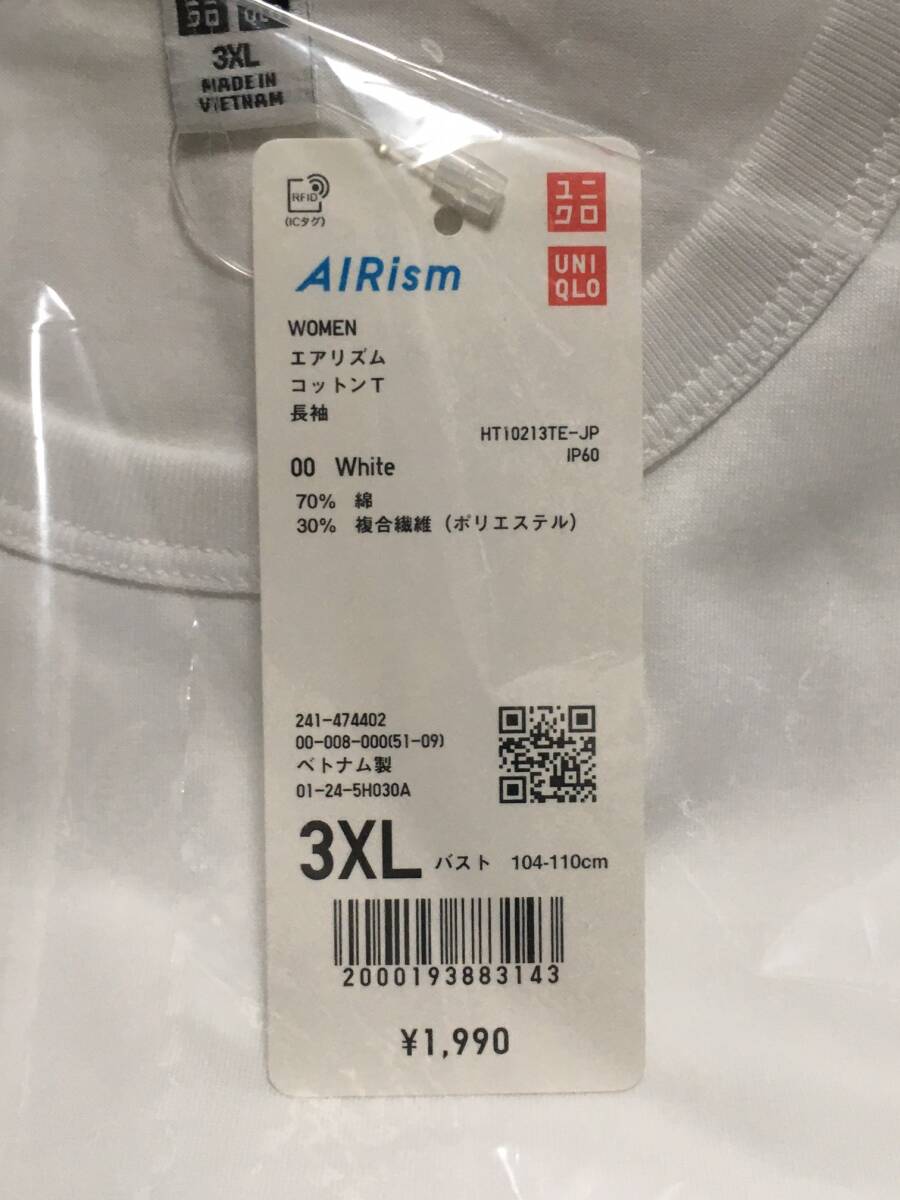 クロ QLO
3XL
MADE IN
VIETNAM
RFID
(ICタグ)
ユニ
クロ
AIRism
UNI
QLO
WOMEN
エアリズム
コットンT
長袖
HT10213TE-JP
IP60
00 White
70% 綿
30% 複合繊維(ポリエステル)
241-474402
00-008-000(51-09)
ベトナム製
01-24-5H030A
3XL バスト 104-110cm
2000193883143
¥1,990